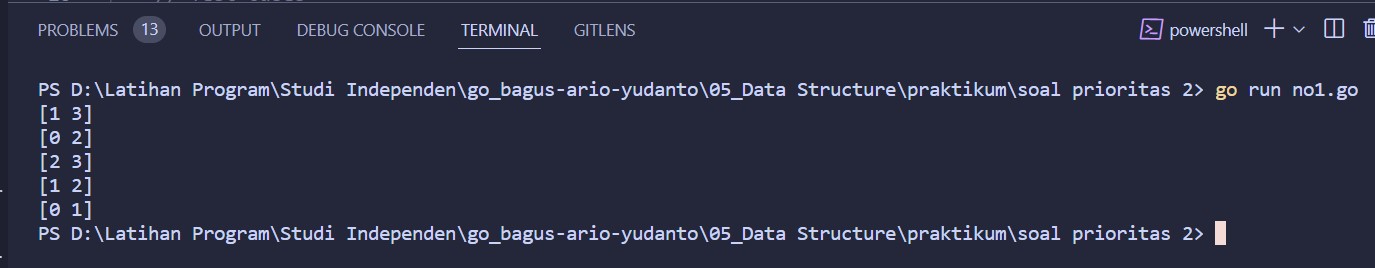 PROBLEMS 13 OUTPUT DEBUG CONSOLE TERMINAL GITLENS powershell
PS D:\Latihan Program\Studi Independen\go_bagus-ario-yudanto\05_Data Structure\praktikum\soal prioritas 2> go run no1.go
[1 3]
[0 2]
[2 3]
[1 2]
[0 1]
PS D:\Latihan Program\Studi Independen\go_bagus-ario-yudanto\05_Data Structure\praktikum\soal prioritas 2>